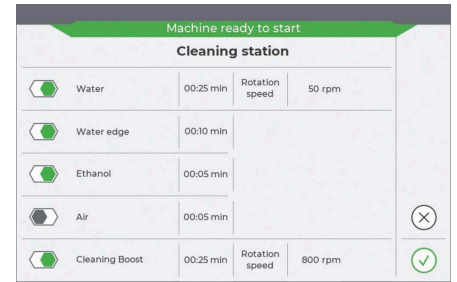 Machine ready to start
Cleaning station
Water 00:25 min Rotation speed 50 rpm
Water edge 00:10 min
Ethanol 00:05 min
Air 00:05 min
Cleaning Boost 00:25 min Rotation speed 800 rpm